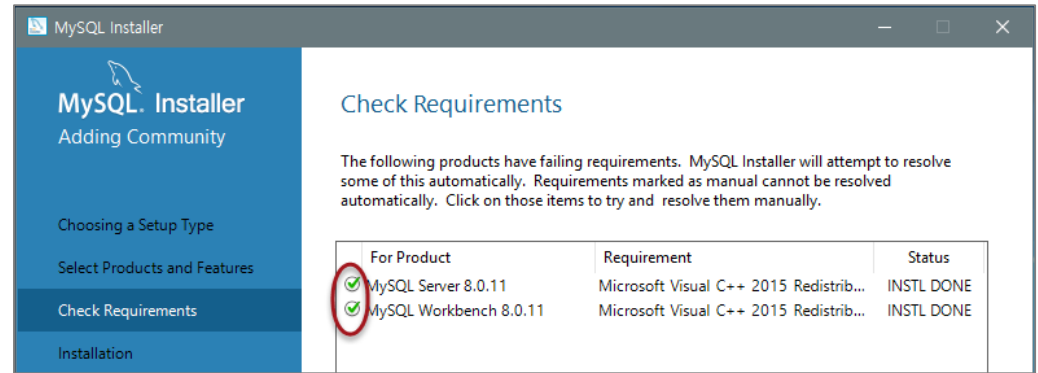 MySQL Installer
MySQL. Installer
Adding Community
Choosing a Setup Type
Select Products and Features
Check Requirements
Installation
Check Requirements
The following products have failing requirements. MySQL Installer will attempt to resolve
some of this automatically. Requirements marked as manual cannot be resolved
automatically. Click on those items to try and resolve them manually.
For Product Requirement Status
MySQL Server 8.0.11 Microsoft Visual C++ 2015 Redistrib... INSTL DONE
MySQL Workbench 8.0.11 Microsoft Visual C++ 2015 Redistrib... INSTL DONE